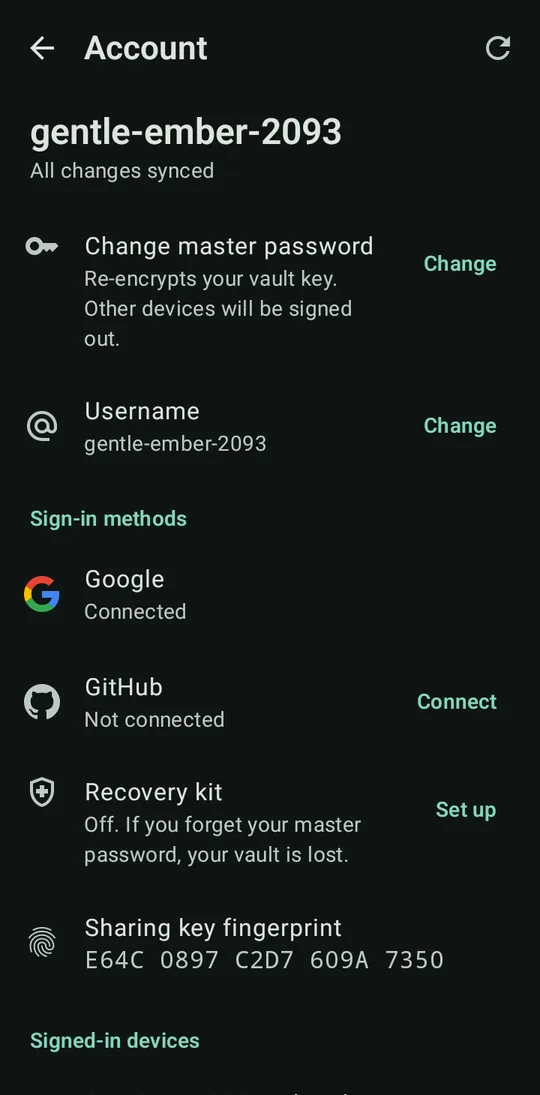 Account
gentle-ember-2093
All changes synced
Change master password
Re-encrypts your vault key.
Other devices will be signed
out.
Change
Username
gentle-ember-2093
Change
Sign-in methods
Google
Connected
GitHub
Not connected
Connect
Recovery kit
Off. If you forget your master
password, your vault is lost.
Set up
Sharing key fingerprint
E64C 0897 C2D7 609A 7350
Signed-in devices